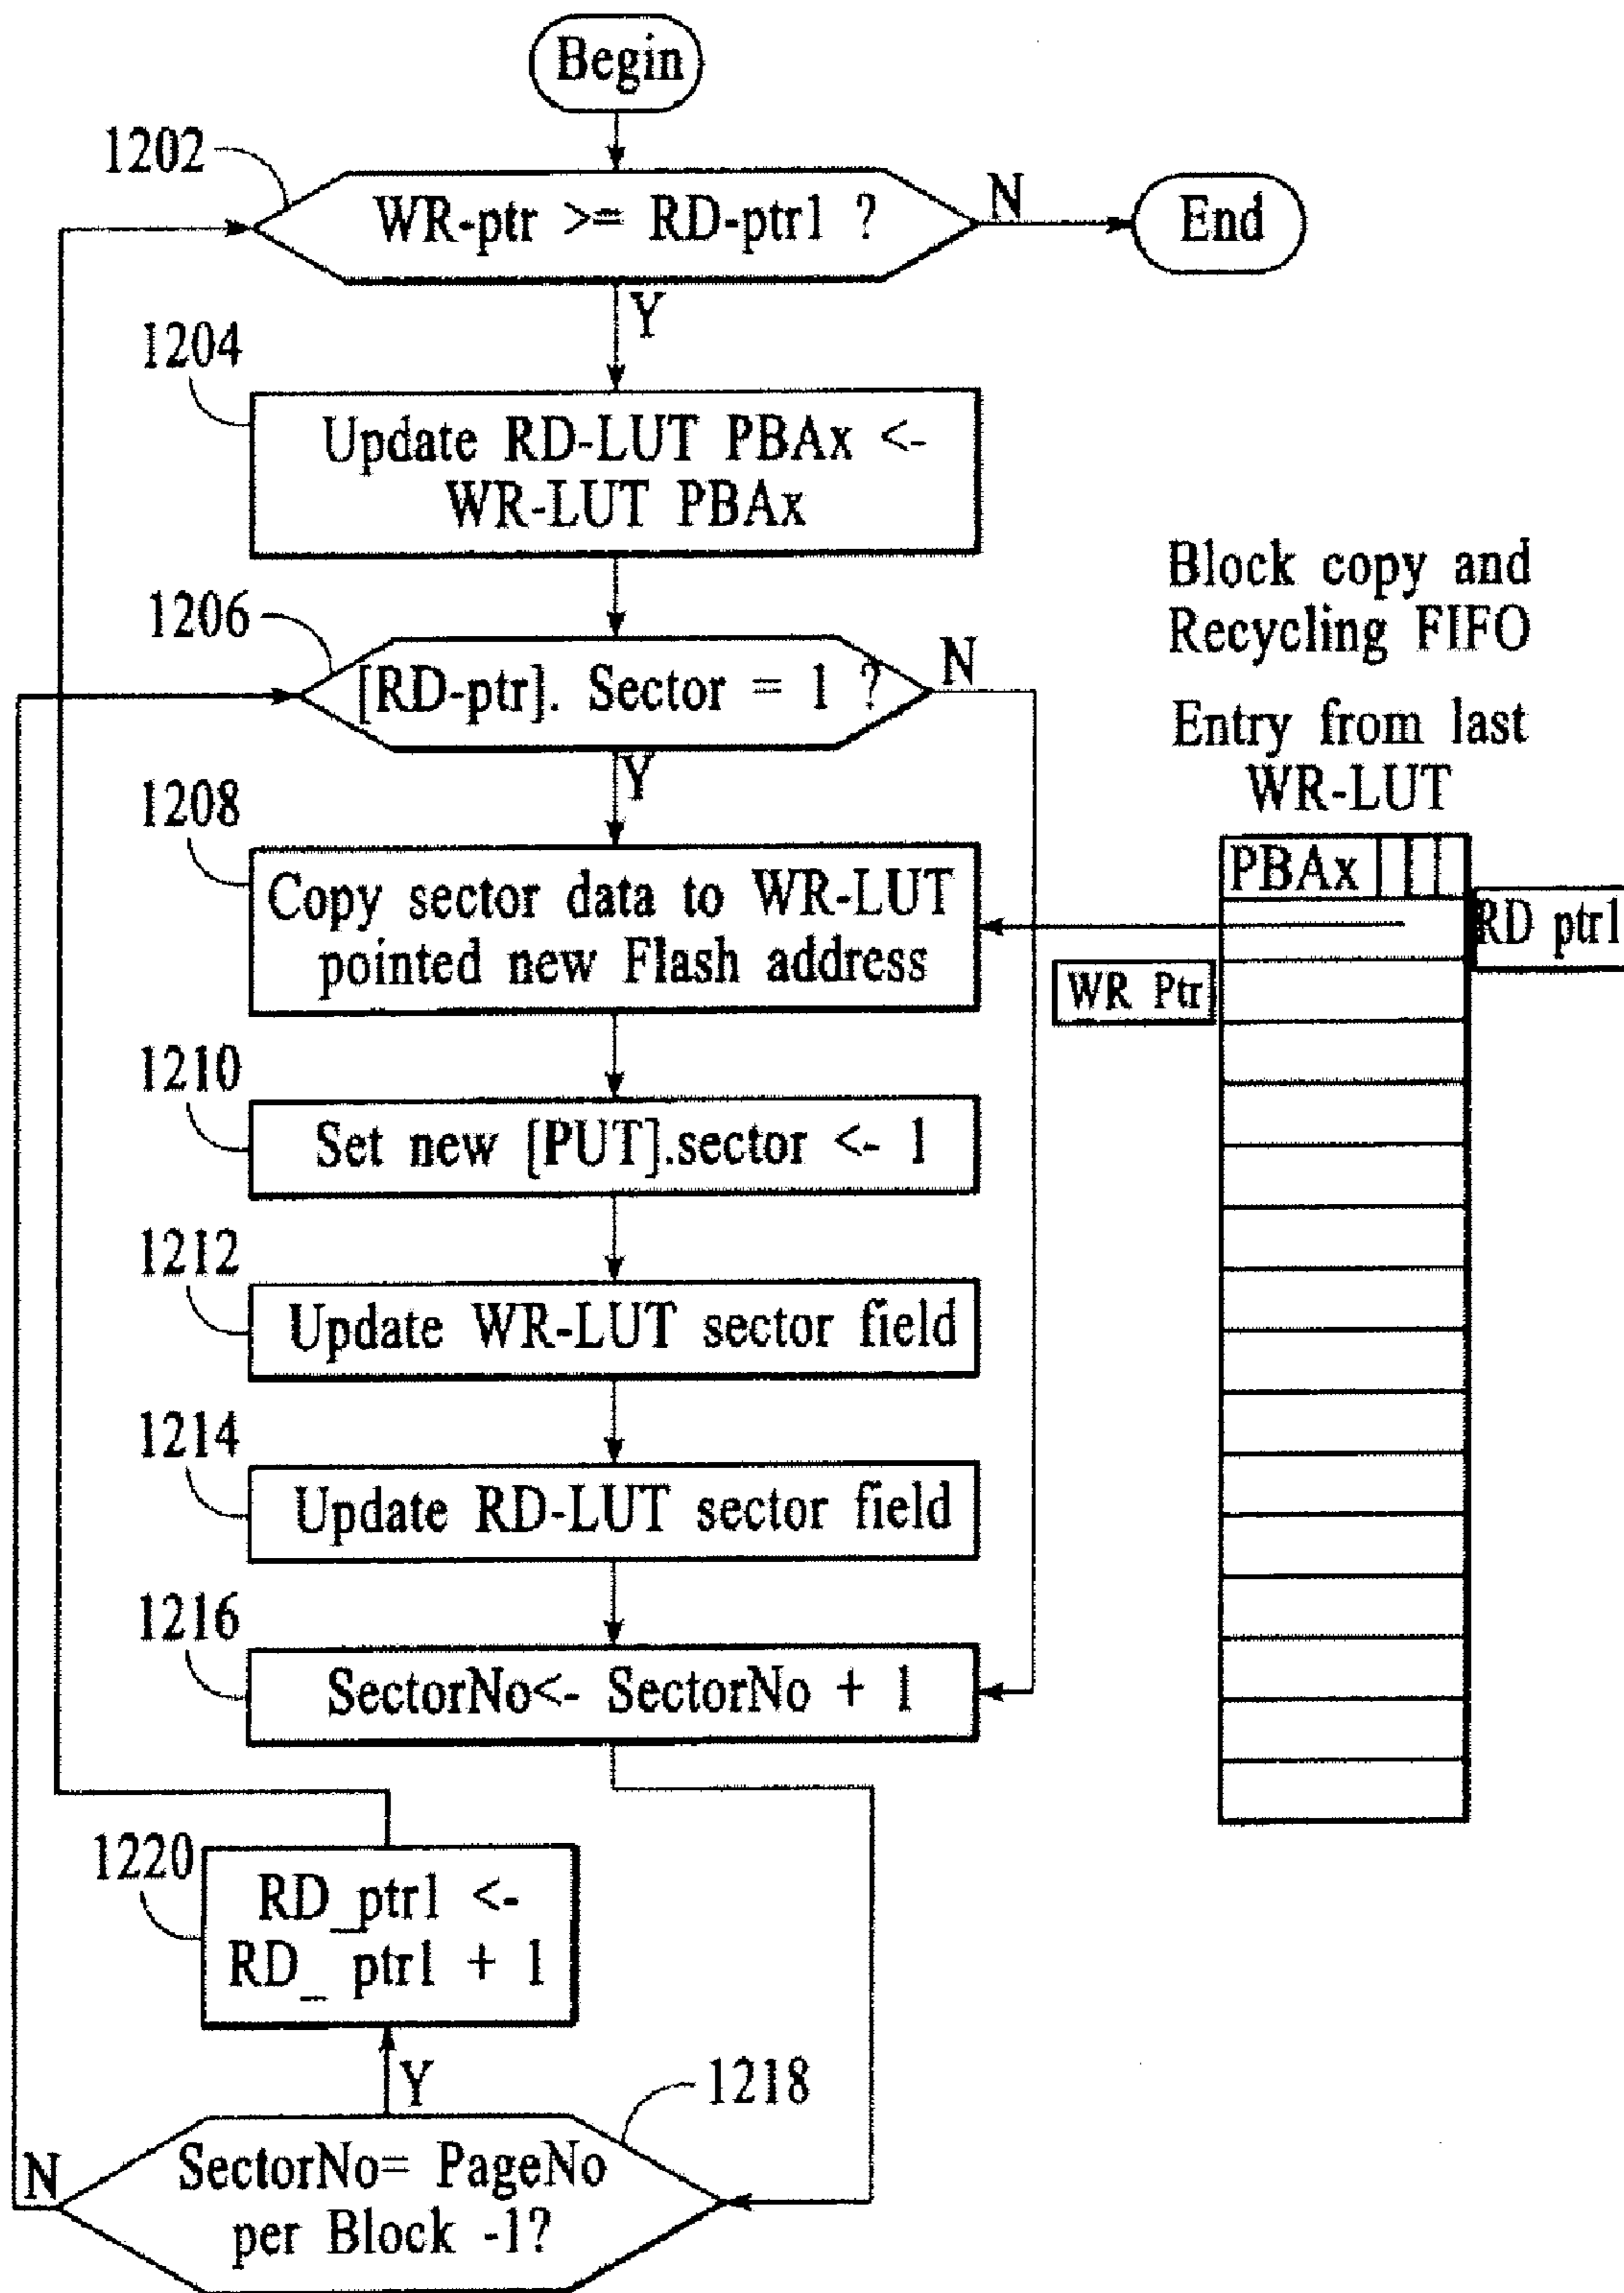 Begin
1202
WR-ptr >= RD-ptr1 ?
N
End
Y
1204
Update RD-LUT PBAx <-
WR-LUT PBAx
1206
[RD-ptr]. Sector = 1 ?
N
Y
Block copy and
Recycling FIFO
Entry from last
WR-LUT
PBAx
RD ptr1
WR Ptr
1208
Copy sector data to WR-LUT
pointed new Flash address
1210
Set new [PUT].sector <- 1
1212
Update WR-LUT sector field
1214
Update RD-LUT sector field
1216
SectorNo<- SectorNo + 1
1220
RD_ptr1 <-
RD_ ptr1 + 1
Y
1218
N
SectorNo= PageNo
per Block -1?